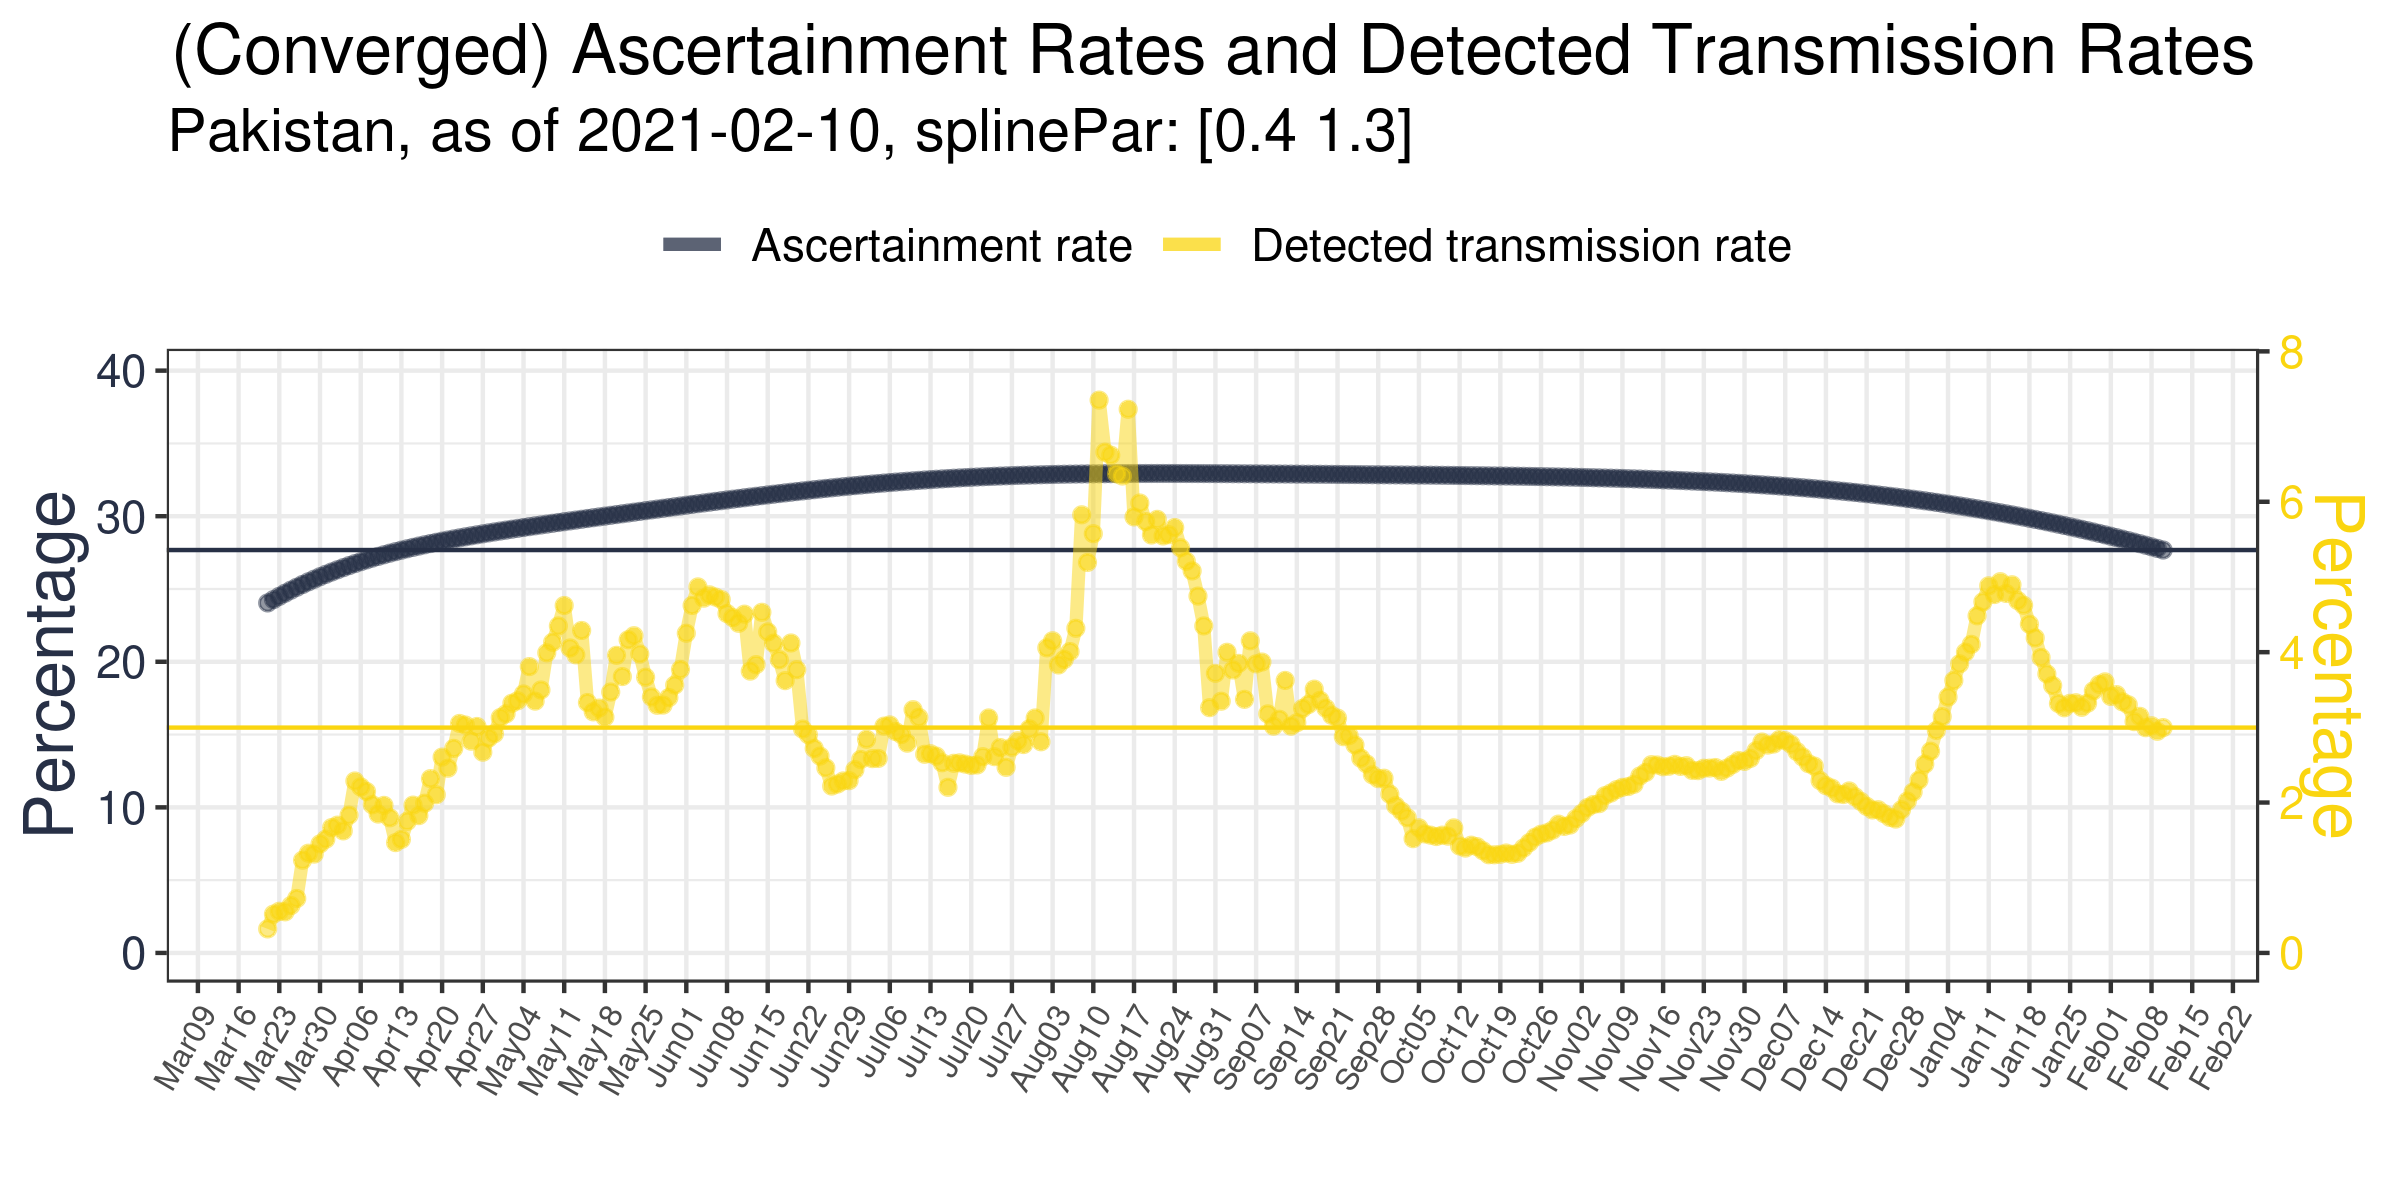 (Converged) Ascertainment Rates and Detected Transmission Rates
Pakistan, as of 2021-02-10, splinePar: [0.4 1.3]
Ascertainment rate Detected transmission rate
Percentage
40
30
20
10
0
8
6
4
2
0
Percentage
Mar09 Mar16 Mar23 Mar30 Apr06 Apr13 Apr20 Apr27 May04 May11 May18 May25 Jun01 Jun08 Jun15 Jun22 Jun29 Jul06 Jul13 Jul20 Jul27 Aug03 Aug10 Aug17 Aug24 Aug31 Sep07 Sep14 Sep21 Sep28 Oct05 Oct12 Oct19 Oct26 Nov02 Nov09 Nov16 Nov23 Nov30 Dec07 Dec14 Dec21 Dec28 Jan04 Jan11 Jan18 Jan25 Feb01 Feb08 Feb15 Feb22